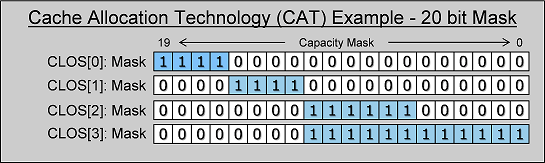 Cache Allocation Technology (CAT) Example - 20 bit Mask
19 Capacity Mask 0
CLOS[0]: Mask 1 1 1 1 0 0 0 0 0 0 0 0 0 0 0 0 0 0 0 0
CLOS[1]: Mask 0 0 0 0 1 1 1 1 0 0 0 0 0 0 0 0 0 0 0 0
CLOS[2]: Mask 0 0 0 0 0 0 0 0 1 1 1 1 1 1 0 0 0 0 0 0
CLOS[3]: Mask 0 0 0 0 0 0 0 0 1 1 1 1 1 1 1 1 1 1 1 1